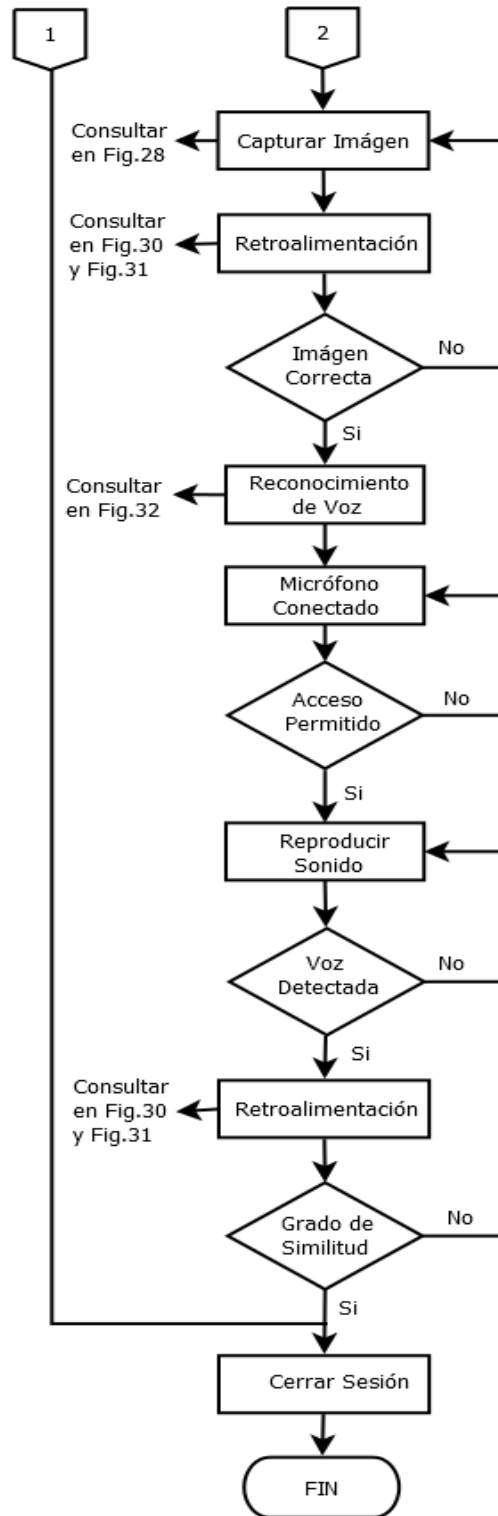 1
2
Consultar
en Fig.28
Capturar Imágen
Consultar
en Fig.30
y Fig.31
Retroalimentación
Imágen
Correcta
No
Si
Consultar
en Fig.32
Reconocimiento
de Voz
Micrófono
Conectado
Acceso
Permitido
No
Si
Reproducir
Sonido
Voz
Detectada
No
Si
Consultar
en Fig.30
y Fig.31
Retroalimentación
Grado de
Similitud
No
Si
Cerrar Sesión
FIN